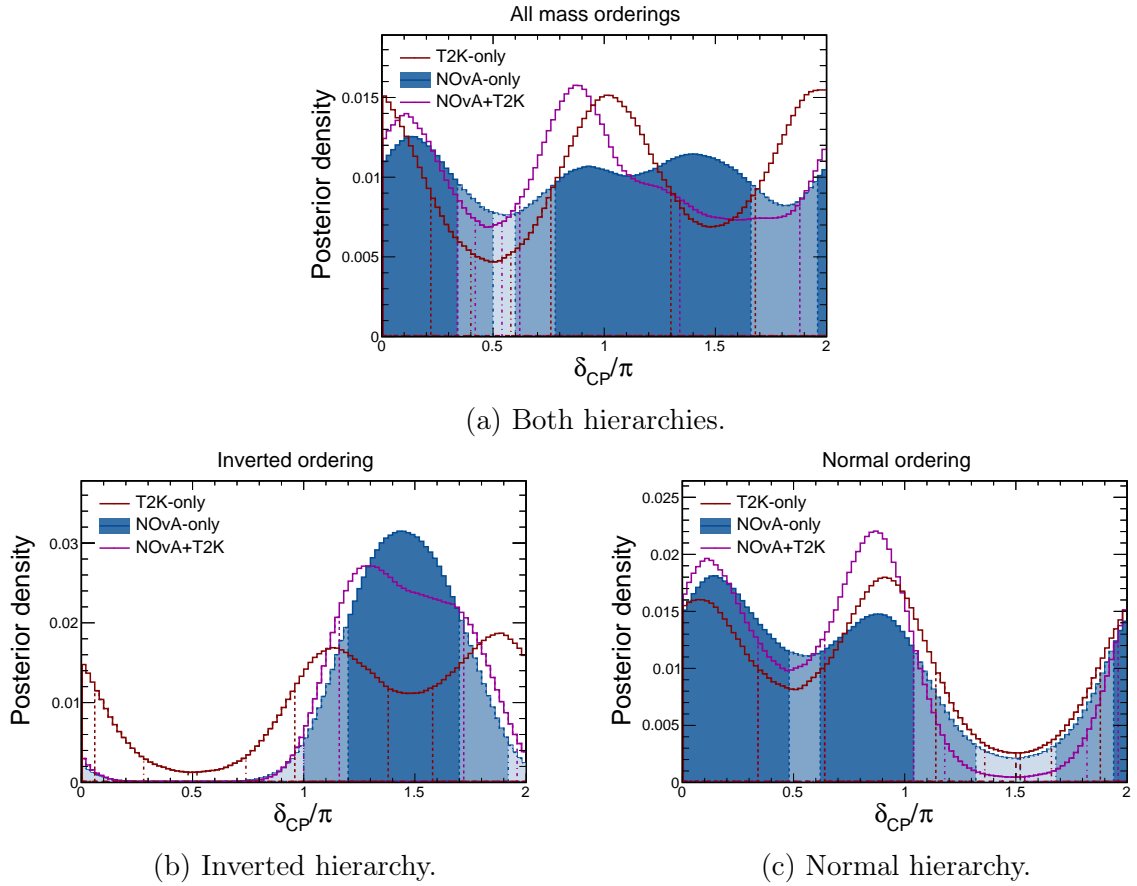 All mass orderings
T2K-only
NOvA-only
NOvA+T2K
Posterior density
0.015
0.01
0.005
0
0
0.5
1
1.5
2
δCP/π
(a) Both hierarchies.
Inverted ordering
T2K-only
NOvA-only
NOvA+T2K
Posterior density
0.03
0.02
0.01
0
0
0.5
1
1.5
2
δCP/π
(b) Inverted hierarchy.
Normal ordering
T2K-only
NOvA-only
NOvA+T2K
Posterior density
0.025
0.02
0.015
0.01
0.005
0
0
0.5
1
1.5
2
δCP/π
(c) Normal hierarchy.